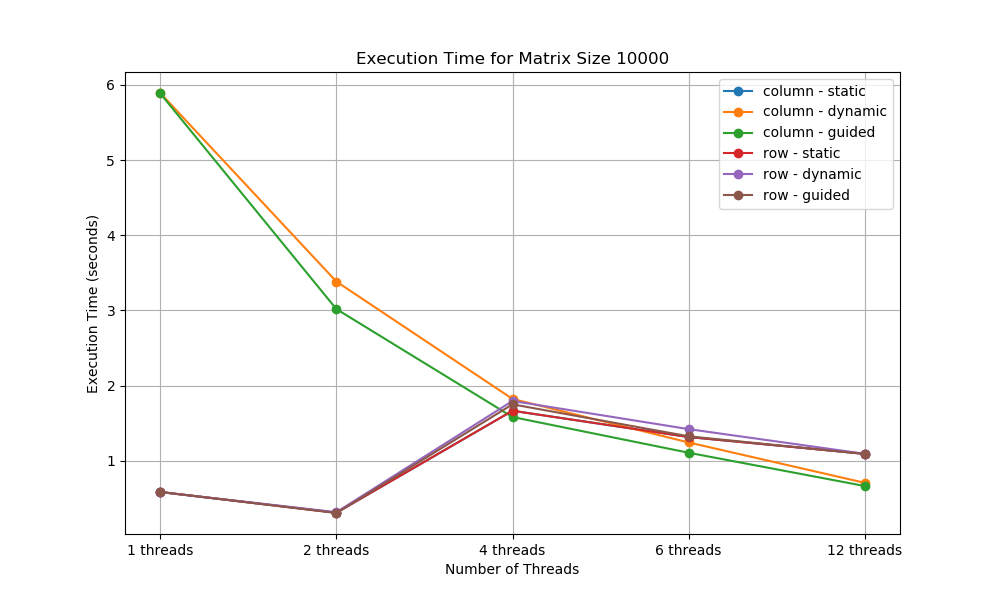 Execution Time for Matrix Size 10000
column - static
column - dynamic
column - guided
row - static
row - dynamic
row - guided
6
5
4
3
2
1
Execution Time (seconds)
1 threads
2 threads
4 threads
6 threads
12 threads
Number of Threads